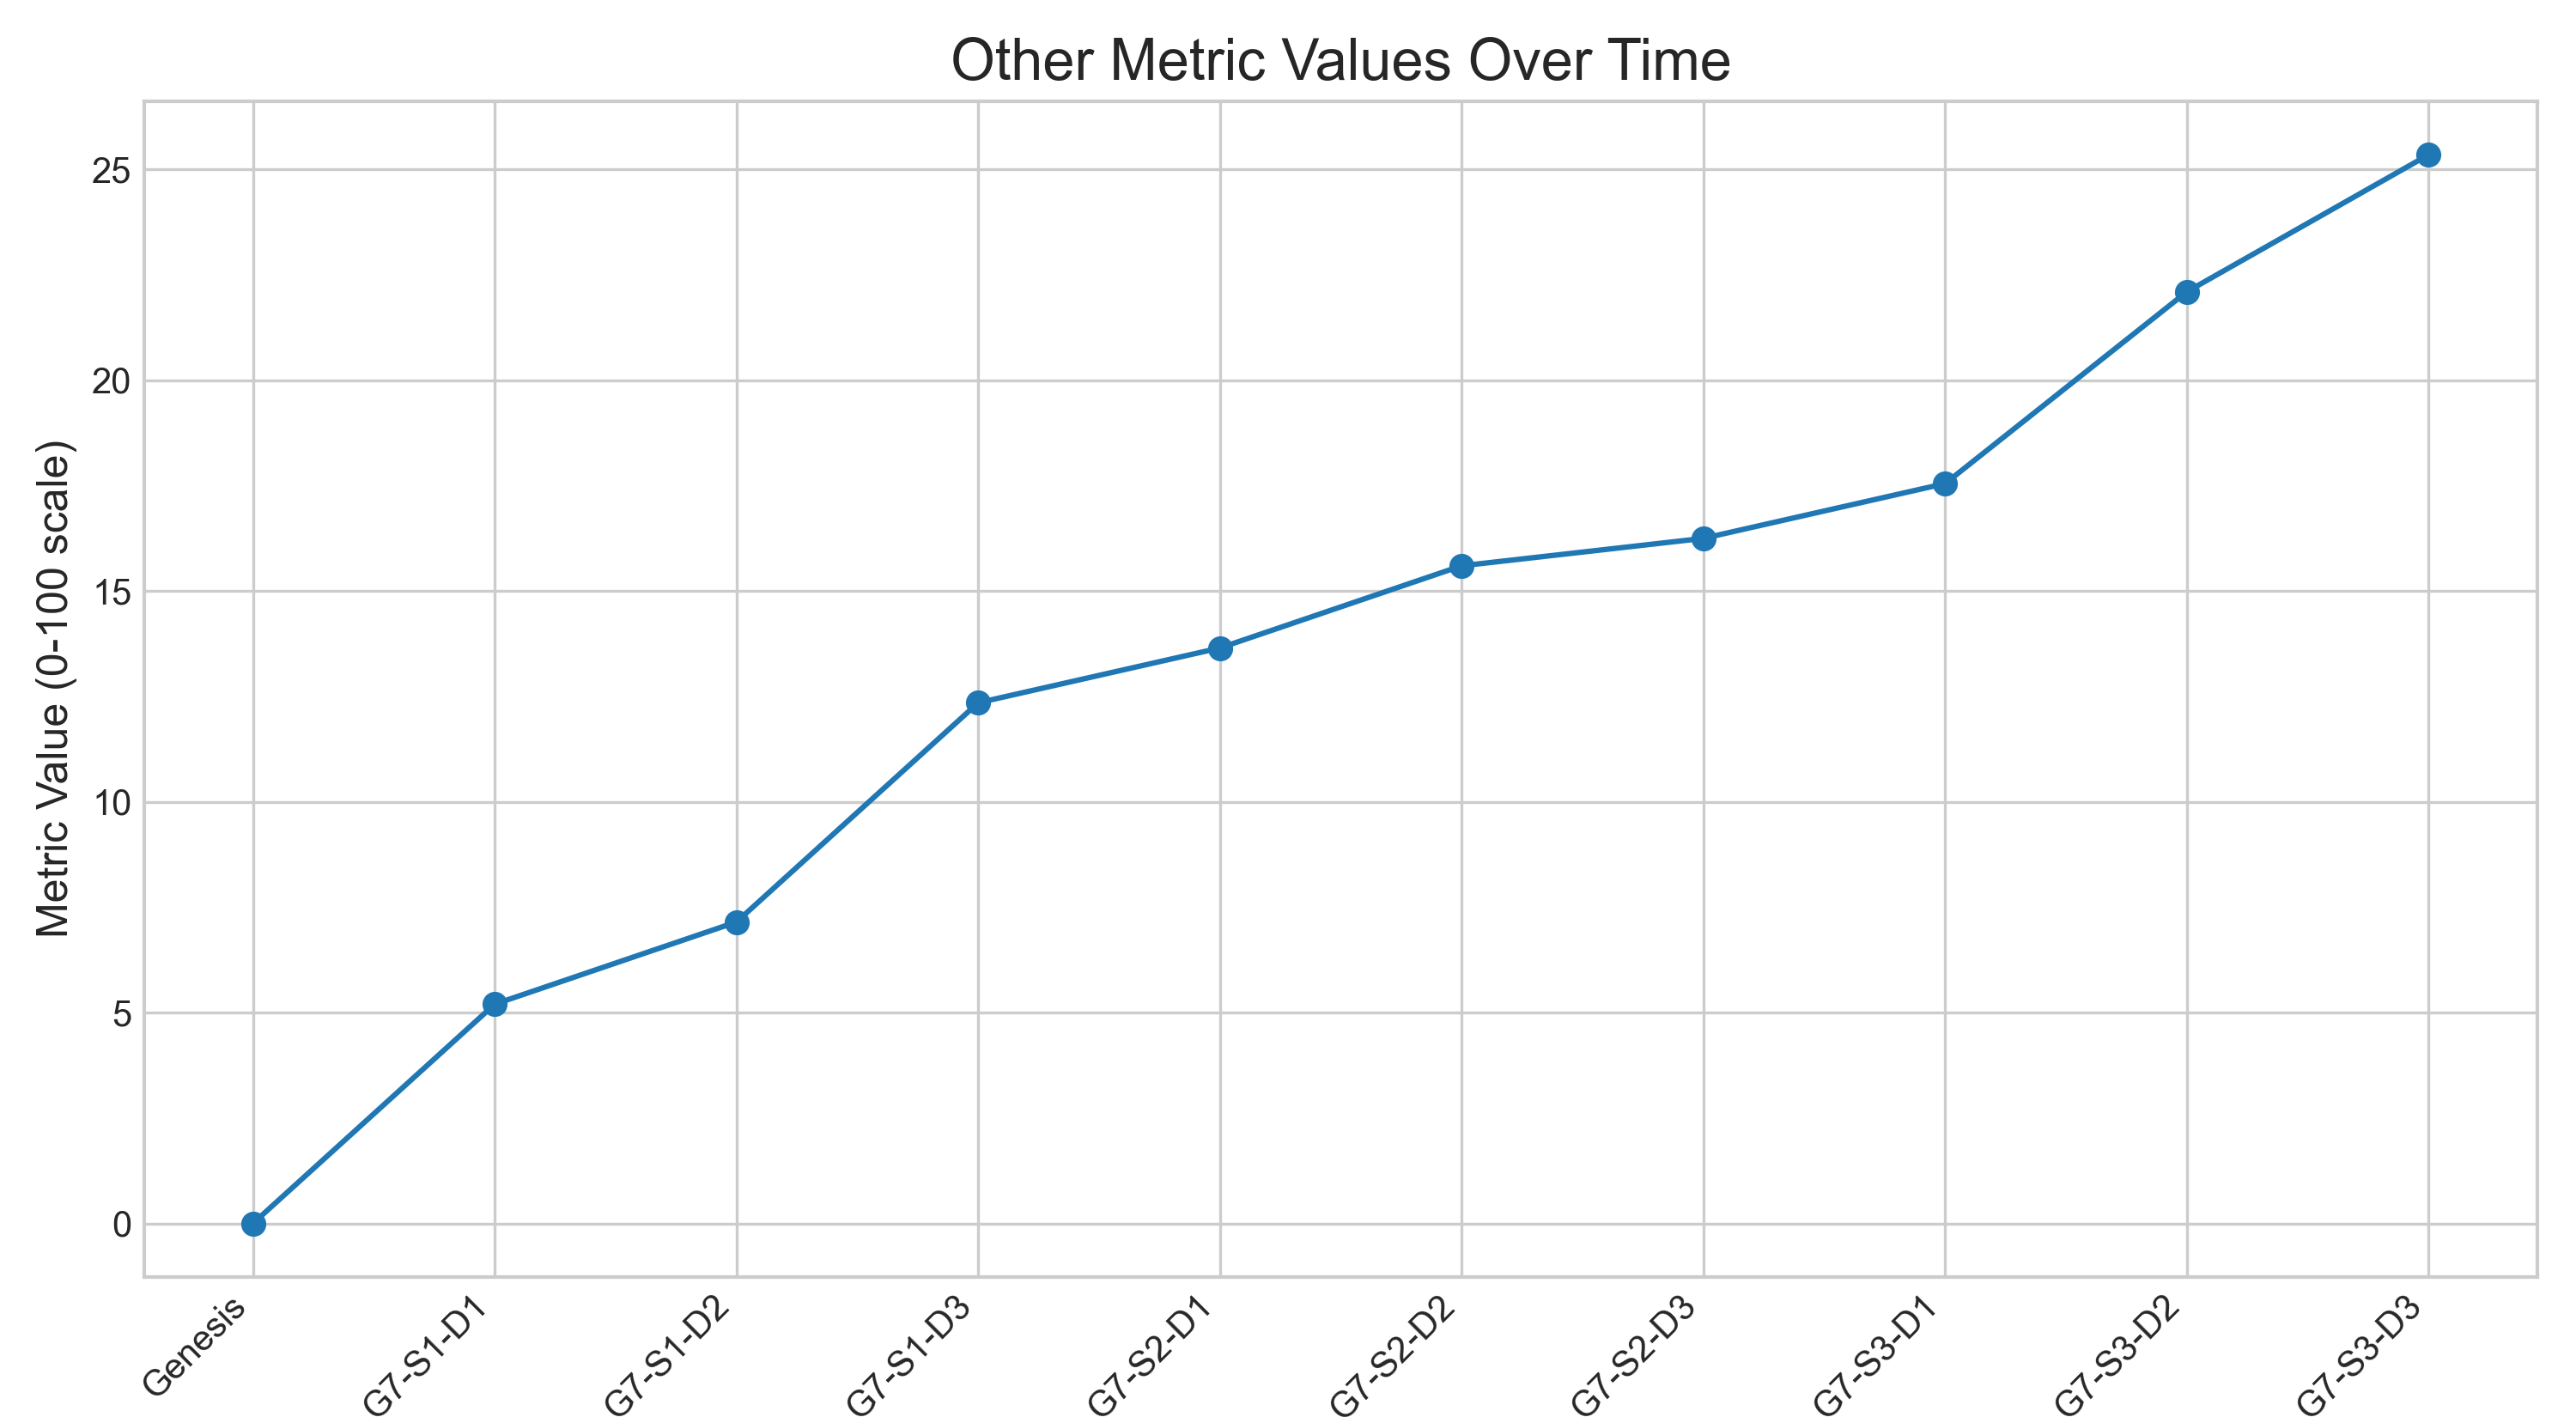 Other Metric Values Over Time
Metric Value (0-100 scale)
25
20
15
10
5
0
Genesis
G7-S1-D1
G7-S1-D2
G7-S1-D3
G7-S2-D1
G7-S2-D2
G7-S2-D3
G7-S3-D1
G7-S3-D2
G7-S3-D3